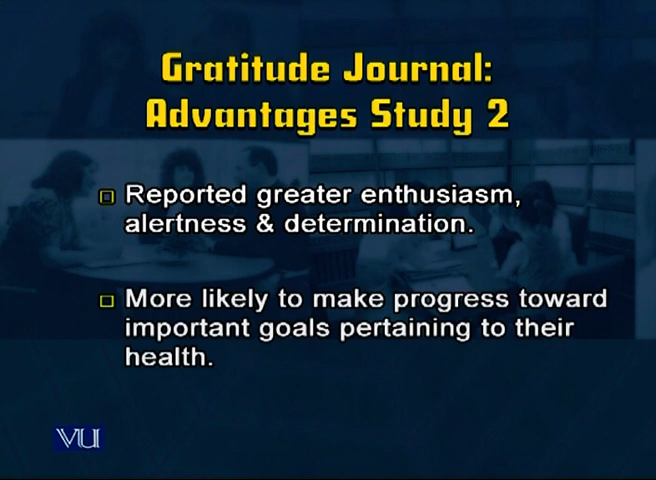 Gratitude Journal:
Advantages Study 2
Reported greater enthusiasm,
alertness & determination.
More likely to make progress toward
important goals pertaining to their
health.
VU